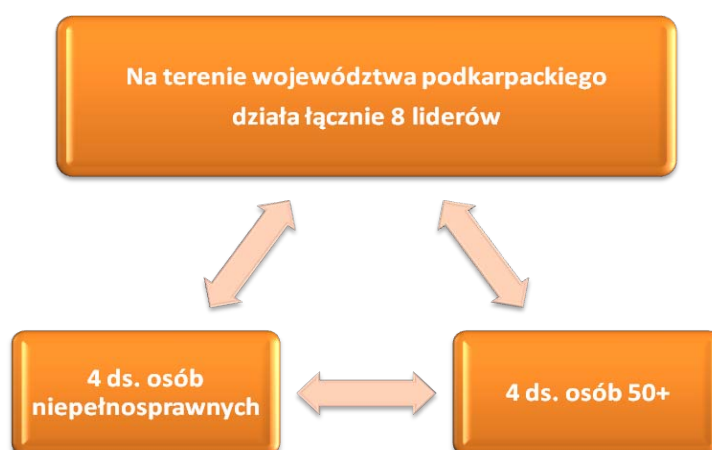 Na terenie województwa podkarpackiego
działa łącznie 8 liderów
4 ds. osób
niepełnosprawnych
4 ds. osób 50+